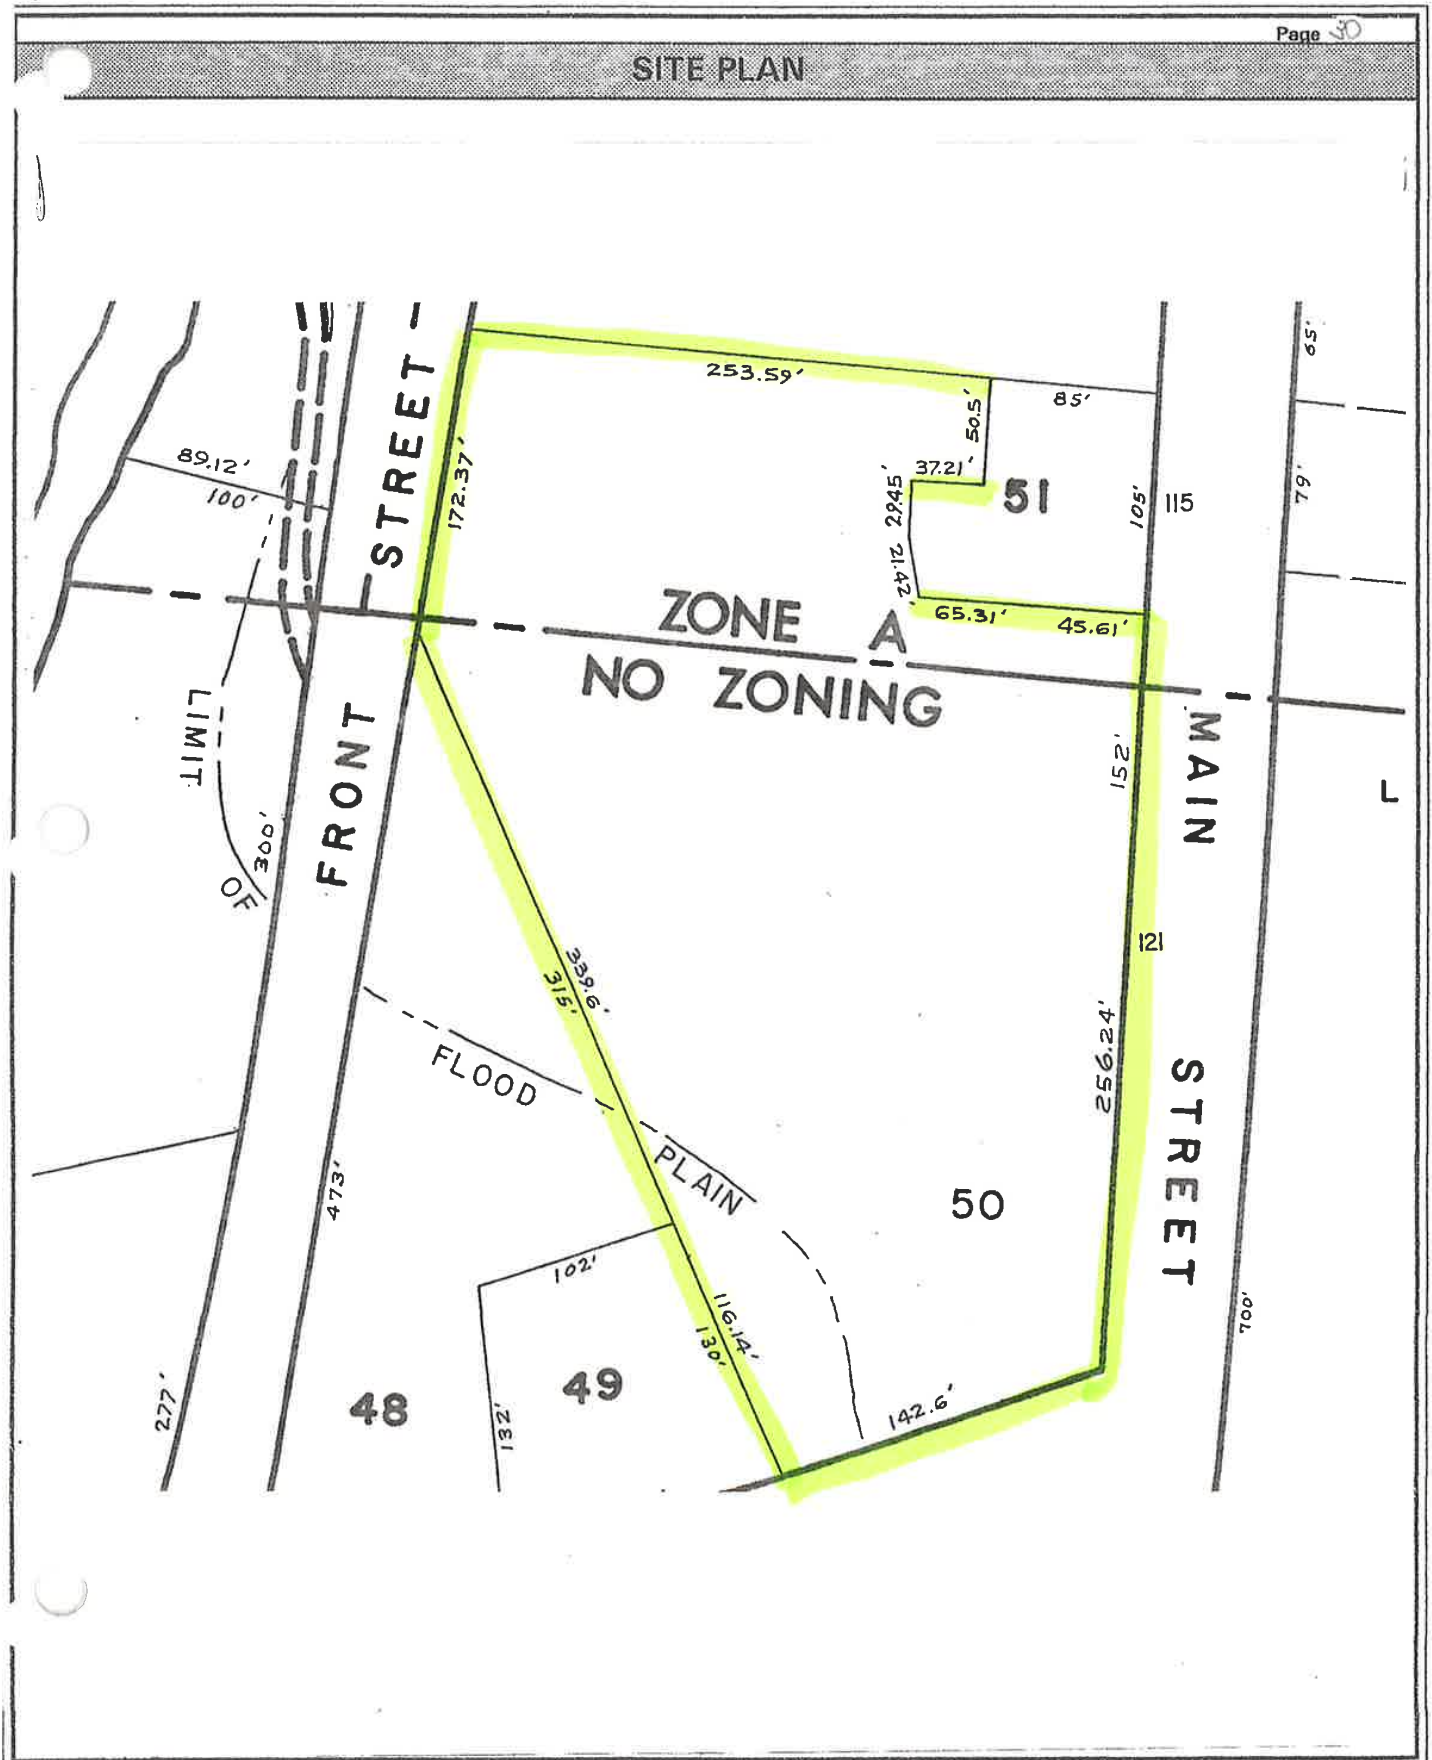 Page
SITE PLAN
253.59'
85'
65'
50.5'
STREET
172.37'
89.12'
100'
37.21'
51
29.45'
24.12'
105'
115
79'
ZONE A
65.31'
45.61'
NO ZONING
LIMIT
OF
300'
FRONT
152'
MAIN
L
121
339.6'
315'
FLOOD
PLAIN
256.24'
STREET
50
473'
102'
116.14'
130'
700'
277'
48
132'
49
142.6'